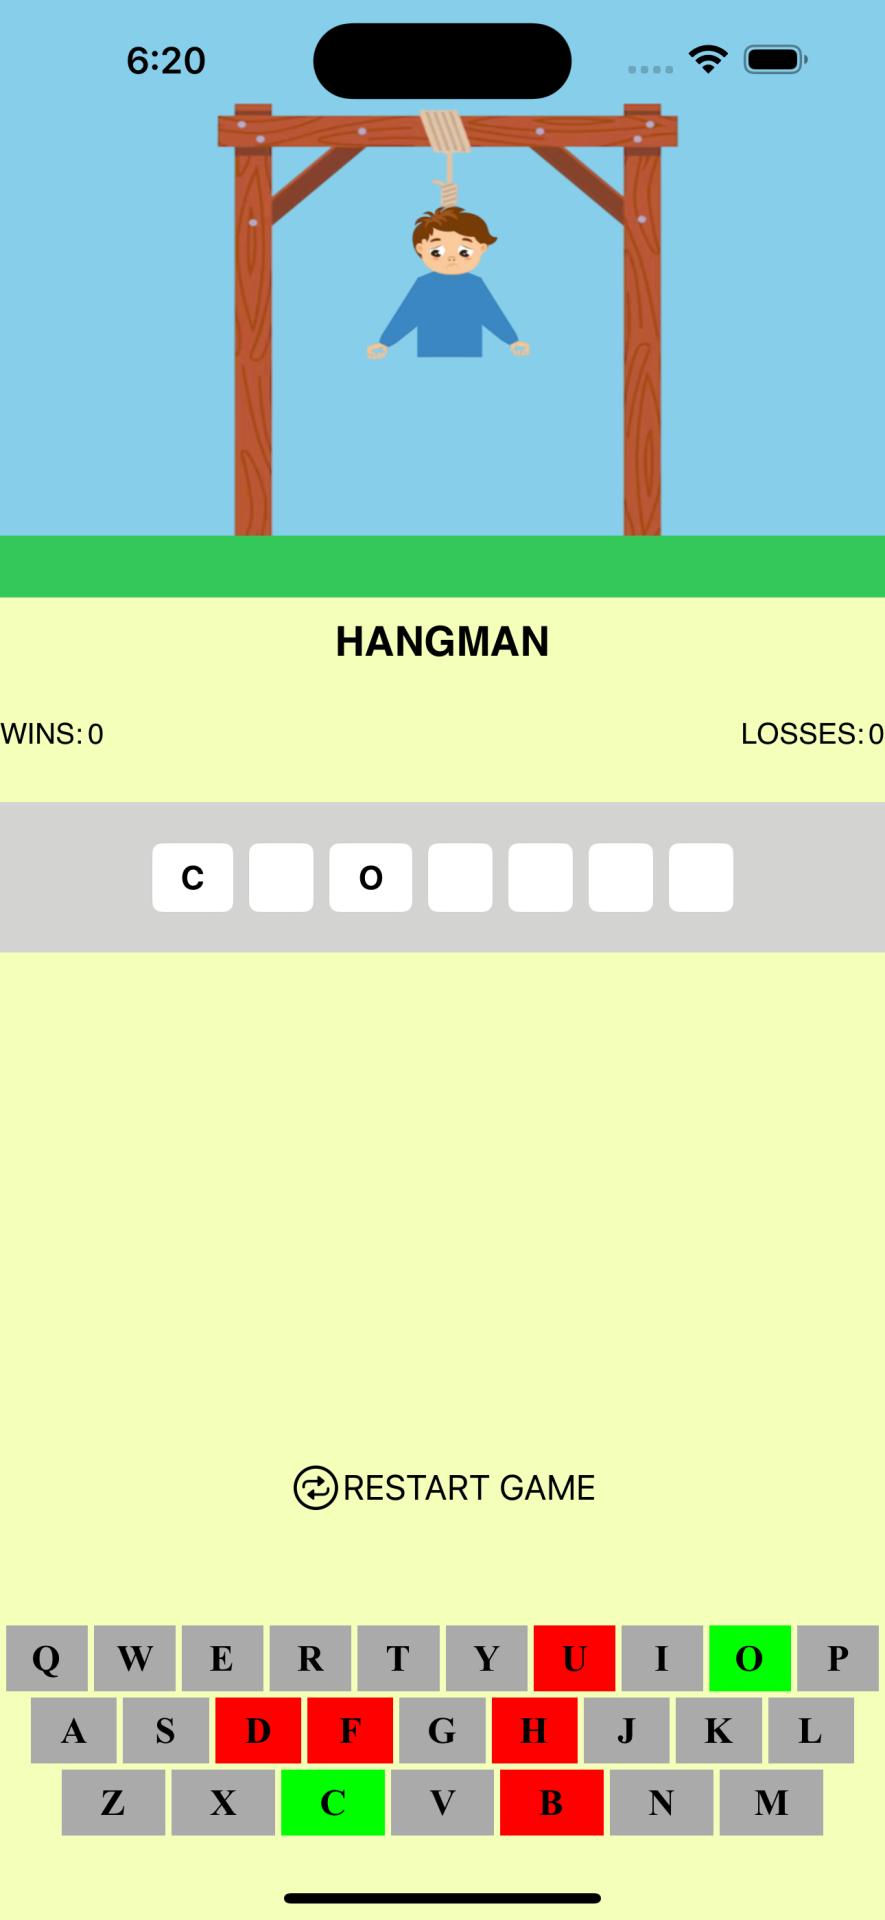 6:20
HANGMAN
WINS: 0 LOSSES: 0
C O
RESTART GAME
Q W E R T Y U I O P
A S D F G H J K L
Z X C V B N M